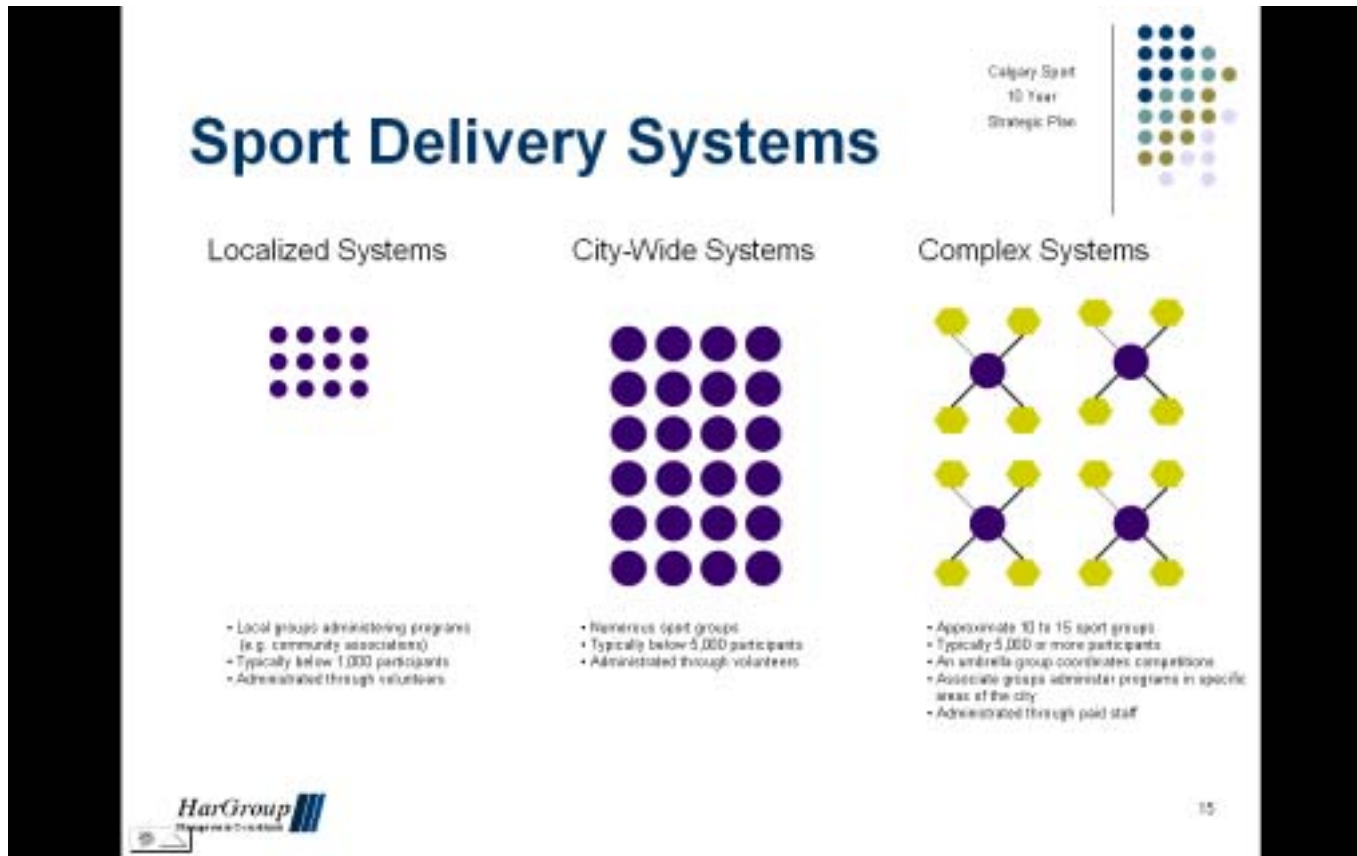 Calgary Sport
10 Year
Strategic Plan
Sport Delivery Systems
Localized Systems
City-Wide Systems
Complex Systems
• Local groups administering programs
(e.g. community associations)
• Typically below 1,000 participants
• Administrated through volunteers
• Numerous sport groups
• Typically below 5,000 participants
• Administrated through volunteers
• Approximate 10 to 15 sport groups
• Typically 5,000 or more participants
• An umbrella group coordinates competitions
• Associate groups administer programs in specific
areas of the city
• Administrated through paid staff
HarGroup
Management Consultants
15